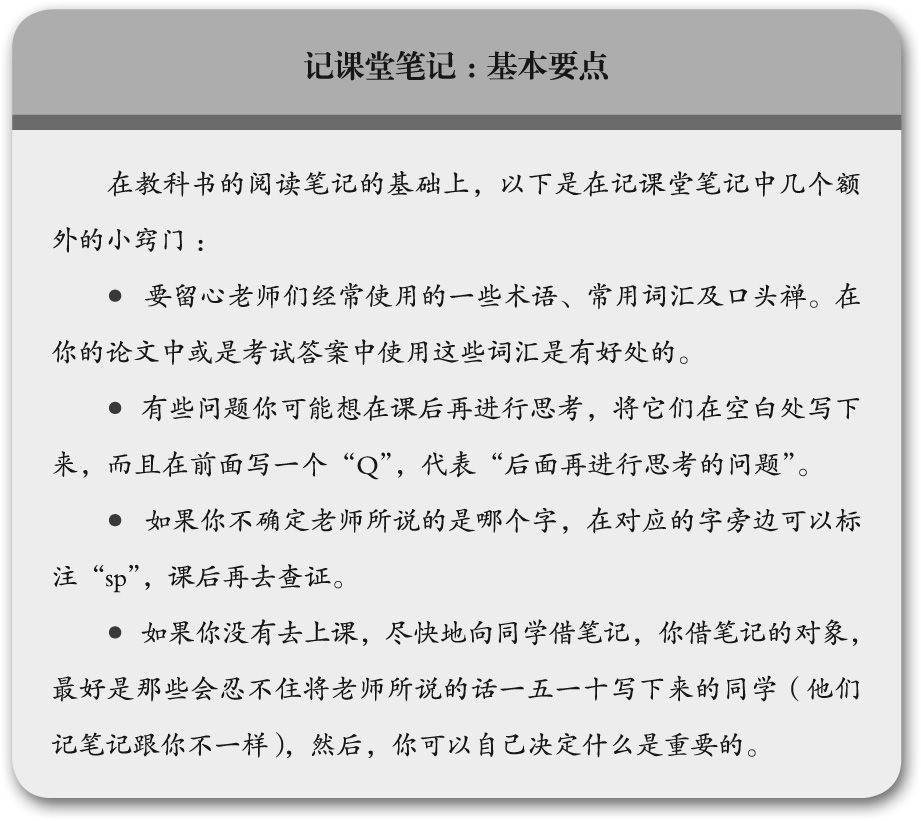 记课堂笔记：基本要点
在教科书的阅读笔记的基础上，以下是在记课堂笔记中几个额
外的小窍门：
● 要留心老师们经常使用的一些术语、常用词汇及口头禅。在
你的论文中或是考试答案中使用这些词汇是有好处的。
● 有些问题你可能想在课后再进行思考，将它们在空白处写下
来，而且在前面写一个“Q”，代表“后面再进行思考的问题”。
● 如果你不确定老师所说的是哪个字，在对应的字旁边可以标
注“sp”，课后再去查证。
● 如果你没有去上课，尽快地向同学借笔记，你借笔记的对象，
最好是那些会忍不住将老师所说的话一五一十写下来的同学（他们
记笔记跟你不一样），然后，你可以自己决定什么是重要的。